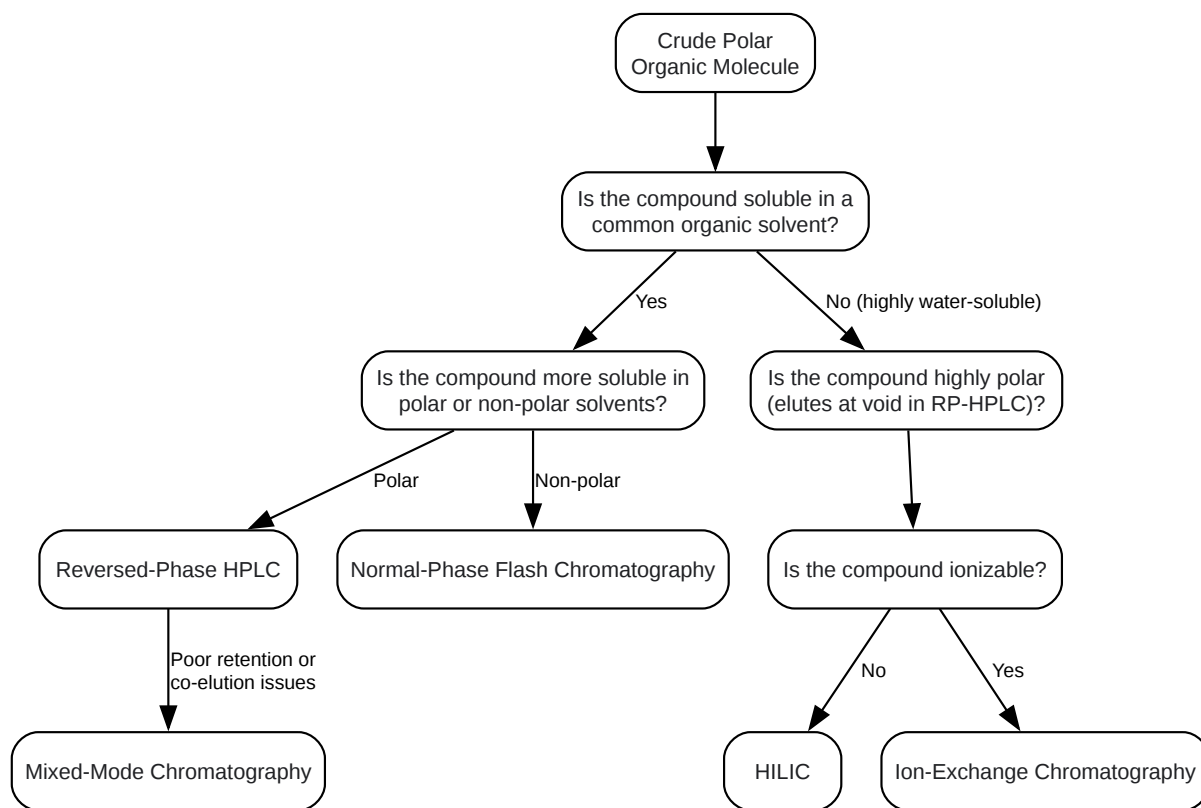 Crude Polar
Organic Molecule
Is the compound soluble in a
common organic solvent?
Yes
No (highly water-soluble)
Is the compound more soluble in
polar or non-polar solvents?
Is the compound highly polar
(elutes at void in RP-HPLC)?
Polar
Non-polar
Reversed-Phase HPLC
Normal-Phase Flash Chromatography
Is the compound ionizable?
Poor retention or
co-elution issues
No
Yes
Mixed-Mode Chromatography
HILIC
Ion-Exchange Chromatography